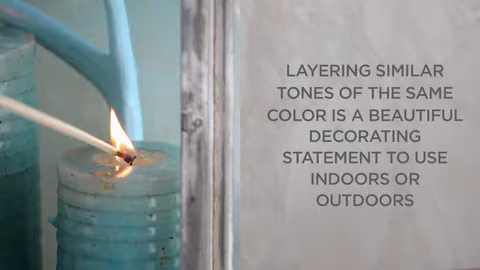 LAYERING SIMILAR
TONES OF THE SAME
COLOR IS A BEAUTIFUL
DECORATING
STATEMENT TO USE
INDOORS OR
OUTDOORS